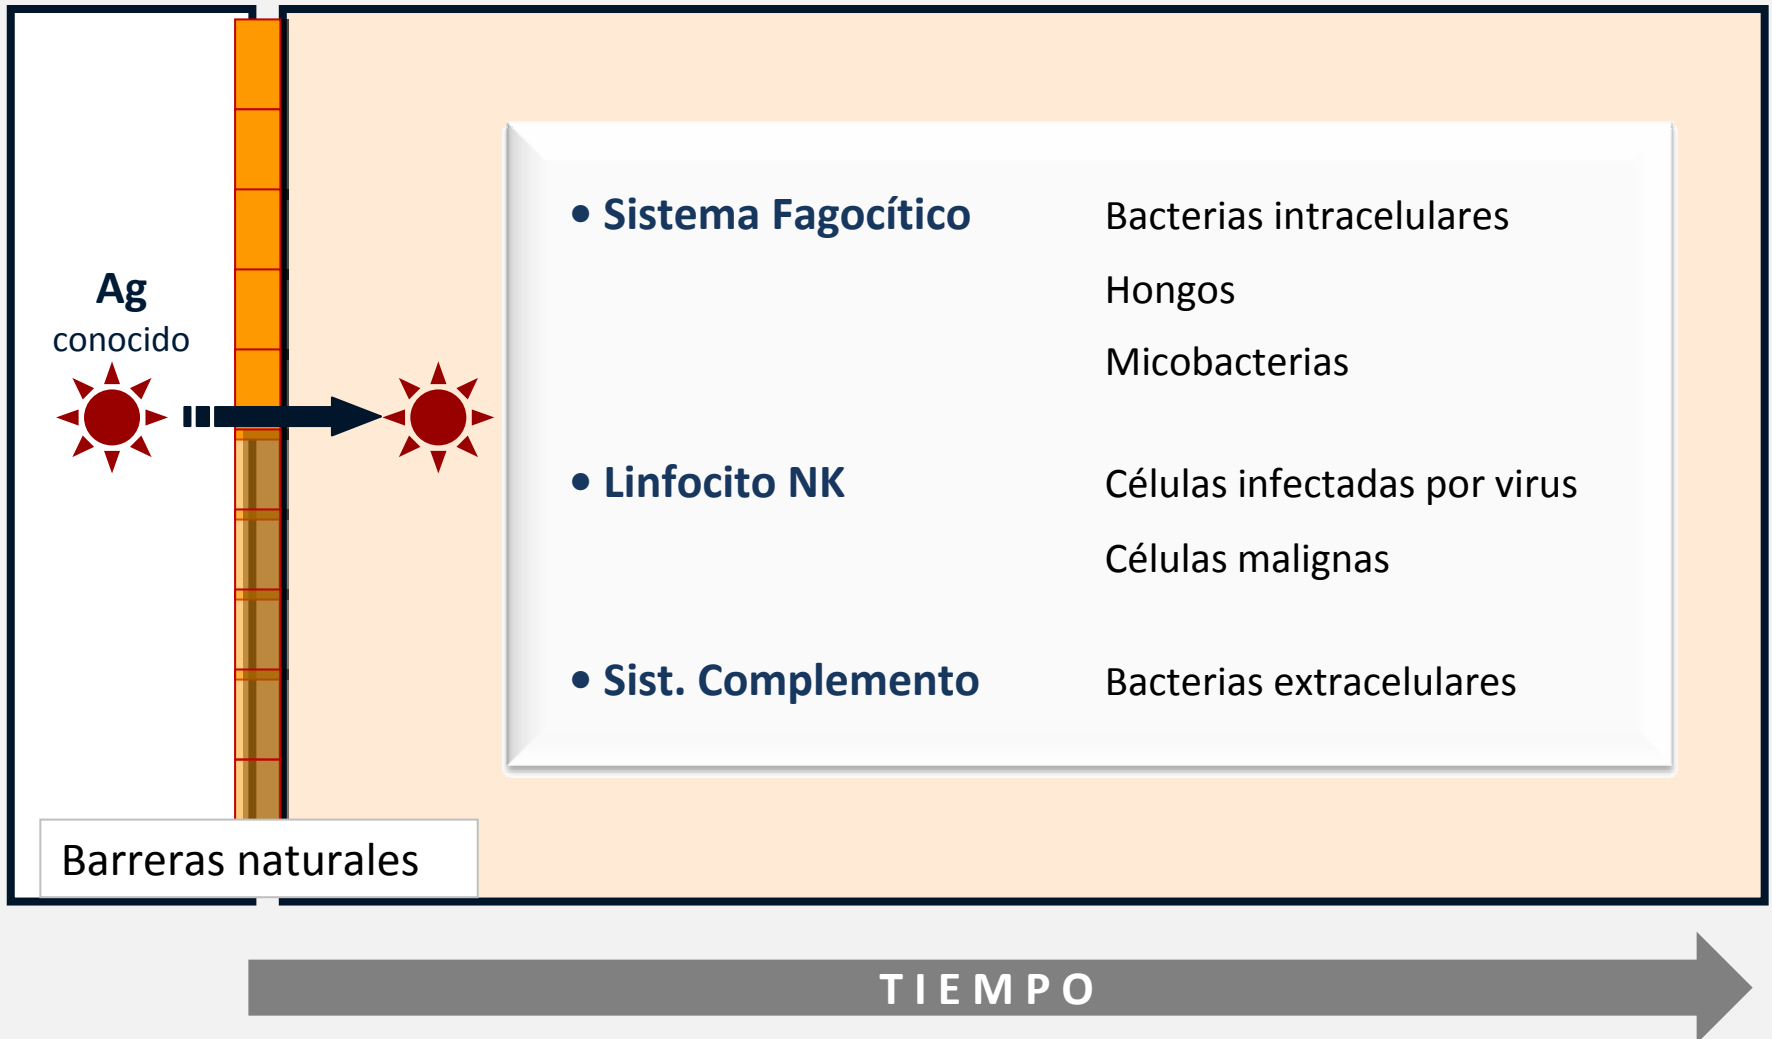 Ag
conocido
• Sistema Fagocítico Bacterias intracelulares
Hongos
Micobacterias
• Linfocito NK Células infectadas por virus
Células malignas
• Sist. Complemento Bacterias extracelulares
Barreras naturales
TIEMPO